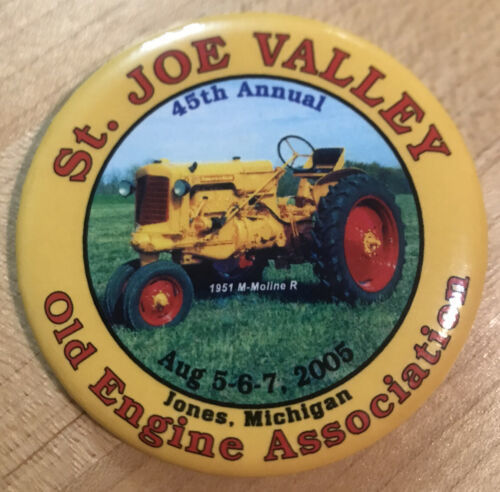 St. JOE VALLEY
45th Annual
1951 M-Moline R
Aug 5-6-7, 2005
Jones, Michigan
Old Engine Association